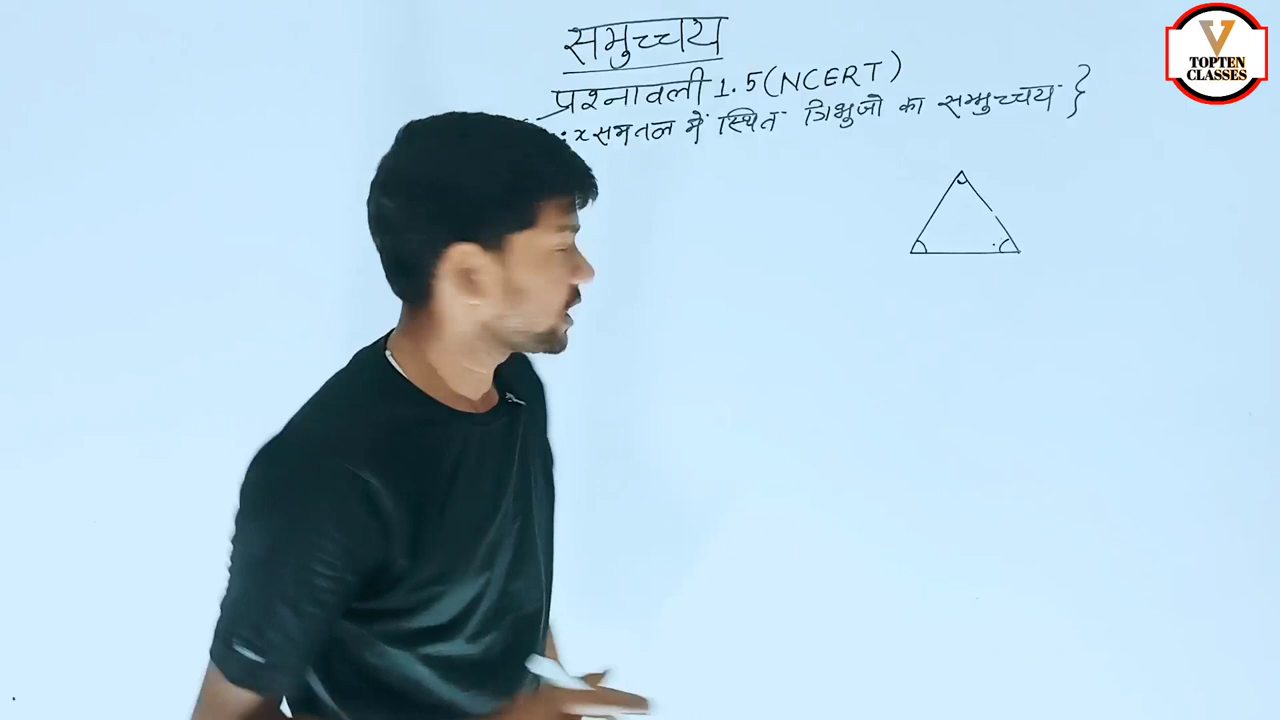 समुच्चय
प्रश्नावली 1.5 (NCERT)
: x समतल में स्थित त्रिभुजो का समुच्चय }
V
TOPTEN
CLASSES